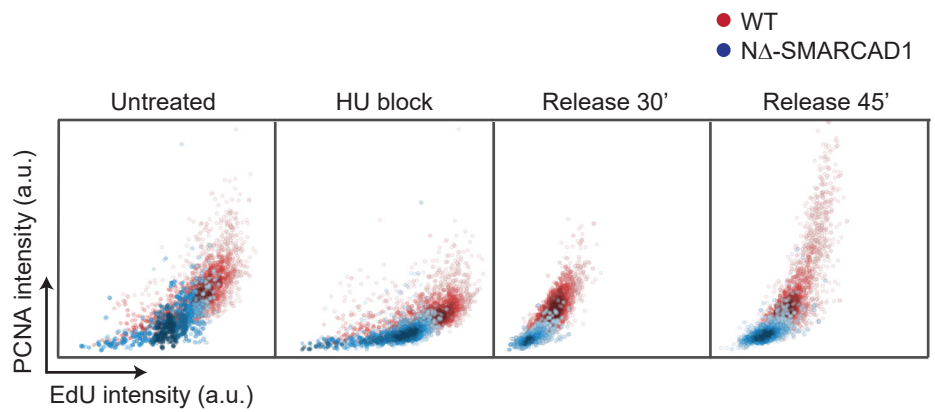 WT
NΔ-SMARCAD1
Untreated
HU block
Release 30’
Release 45’
PCNA intensity (a.u.)
EdU intensity (a.u.)